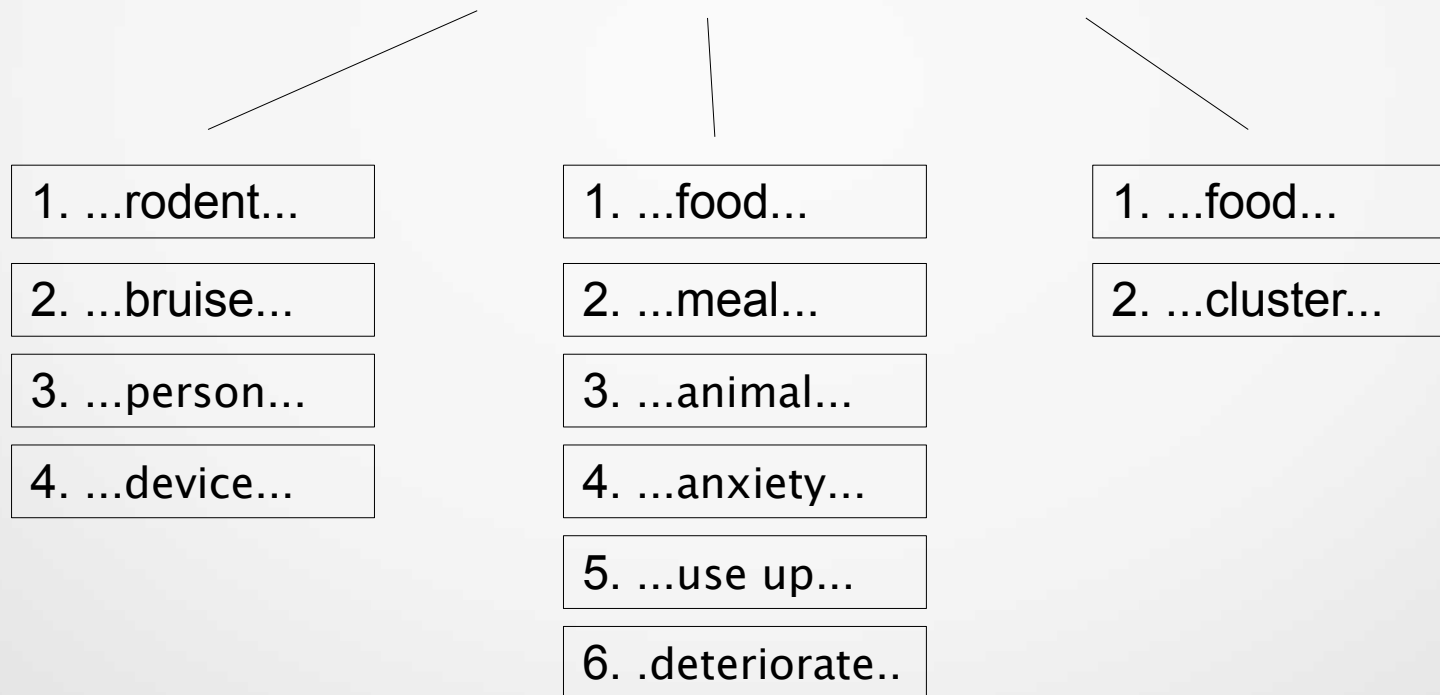 1. ...rodent...
2. ...bruise...
3. ...person...
4. ...device...
1. ...food...
2. ...meal...
3. ...animal...
4. ...anxiety...
5. ...use up...
6. .deteriorate..
1. ...food...
2. ...cluster...